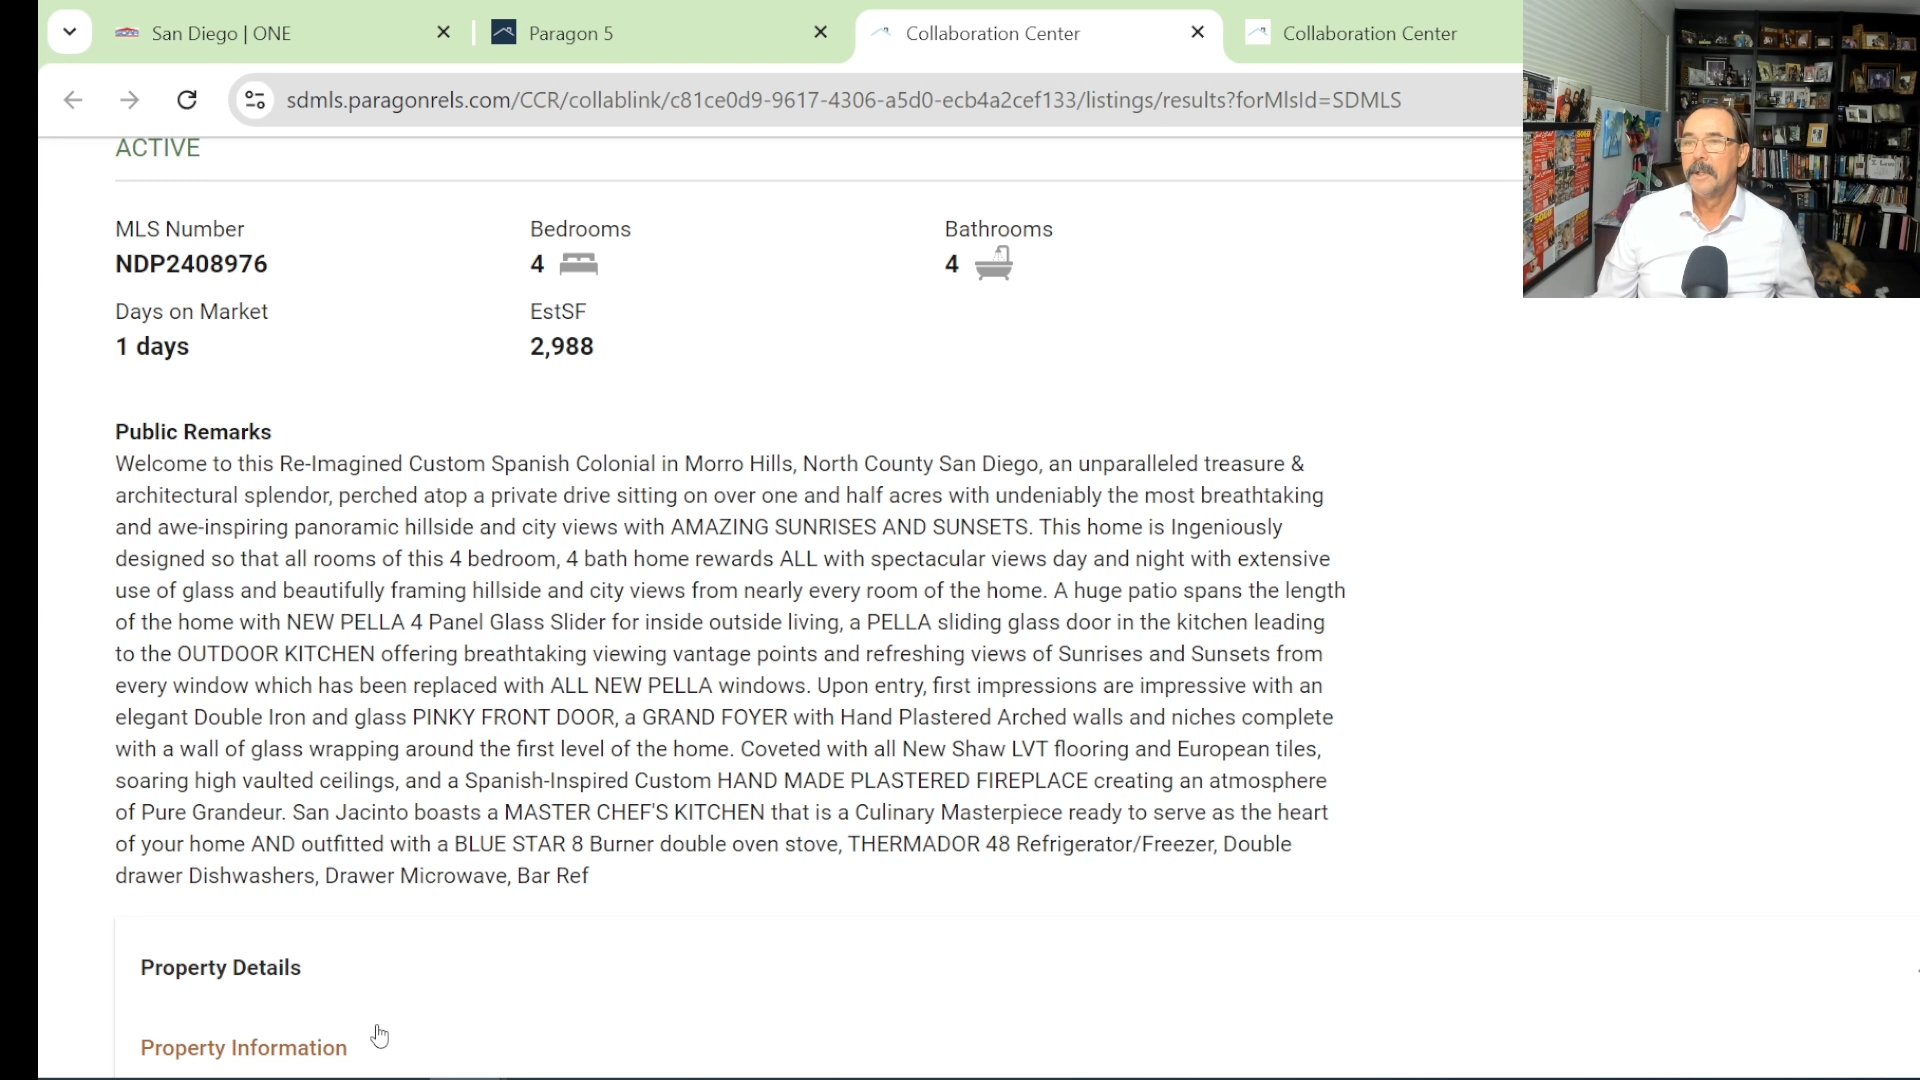 San Diego | ONE
Paragon 5
Collaboration Center
Collaboration Center
sdmls.paragonrels.com/CCR/collablink/c81ce0d9-9617-4306-a5d0-ecb4a2cef133/listings/results?forMlsId=SDMLS
ACTIVE
MLS Number
Bedrooms
Bathrooms
NDP2408976
4
4
Days on Market
EstSF
1 days
2,988
Public Remarks
Welcome to this Re-Imagined Custom Spanish Colonial in Morro Hills, North County San Diego, an unparalleled treasure &
architectural splendor, perched atop a private drive sitting on over one and half acres with undeniably the most breathtaking
and awe-inspiring panoramic hillside and city views with AMAZING SUNRISES AND SUNSETS. This home is Ingeniously
designed so that all rooms of this 4 bedroom, 4 bath home rewards ALL with spectacular views day and night with extensive
use of glass and beautifully framing hillside and city views from nearly every room of the home. A huge patio spans the length
of the home with NEW PELLA 4 Panel Glass Slider for inside outside living, a PELLA sliding glass door in the kitchen leading
to the OUTDOOR KITCHEN offering breathtaking viewing vantage points and refreshing views of Sunrises and Sunsets from
every window which has been replaced with ALL NEW PELLA windows. Upon entry, first impressions are impressive with an
elegant Double Iron and glass PINKY FRONT DOOR, a GRAND FOYER with Hand Plastered Arched walls and niches complete
with a wall of glass wrapping around the first level of the home. Coveted with all New Shaw LVT flooring and European tiles,
soaring high vaulted ceilings, and a Spanish-Inspired Custom HAND MADE PLASTERED FIREPLACE creating an atmosphere
of Pure Grandeur. San Jacinto boasts a MASTER CHEF'S KITCHEN that is a Culinary Masterpiece ready to serve as the heart
of your home AND outfitted with a BLUE STAR 8 Burner double oven stove, THERMADOR 48 Refrigerator/Freezer, Double
drawer Dishwashers, Drawer Microwave, Bar Ref
Property Details
Property Information